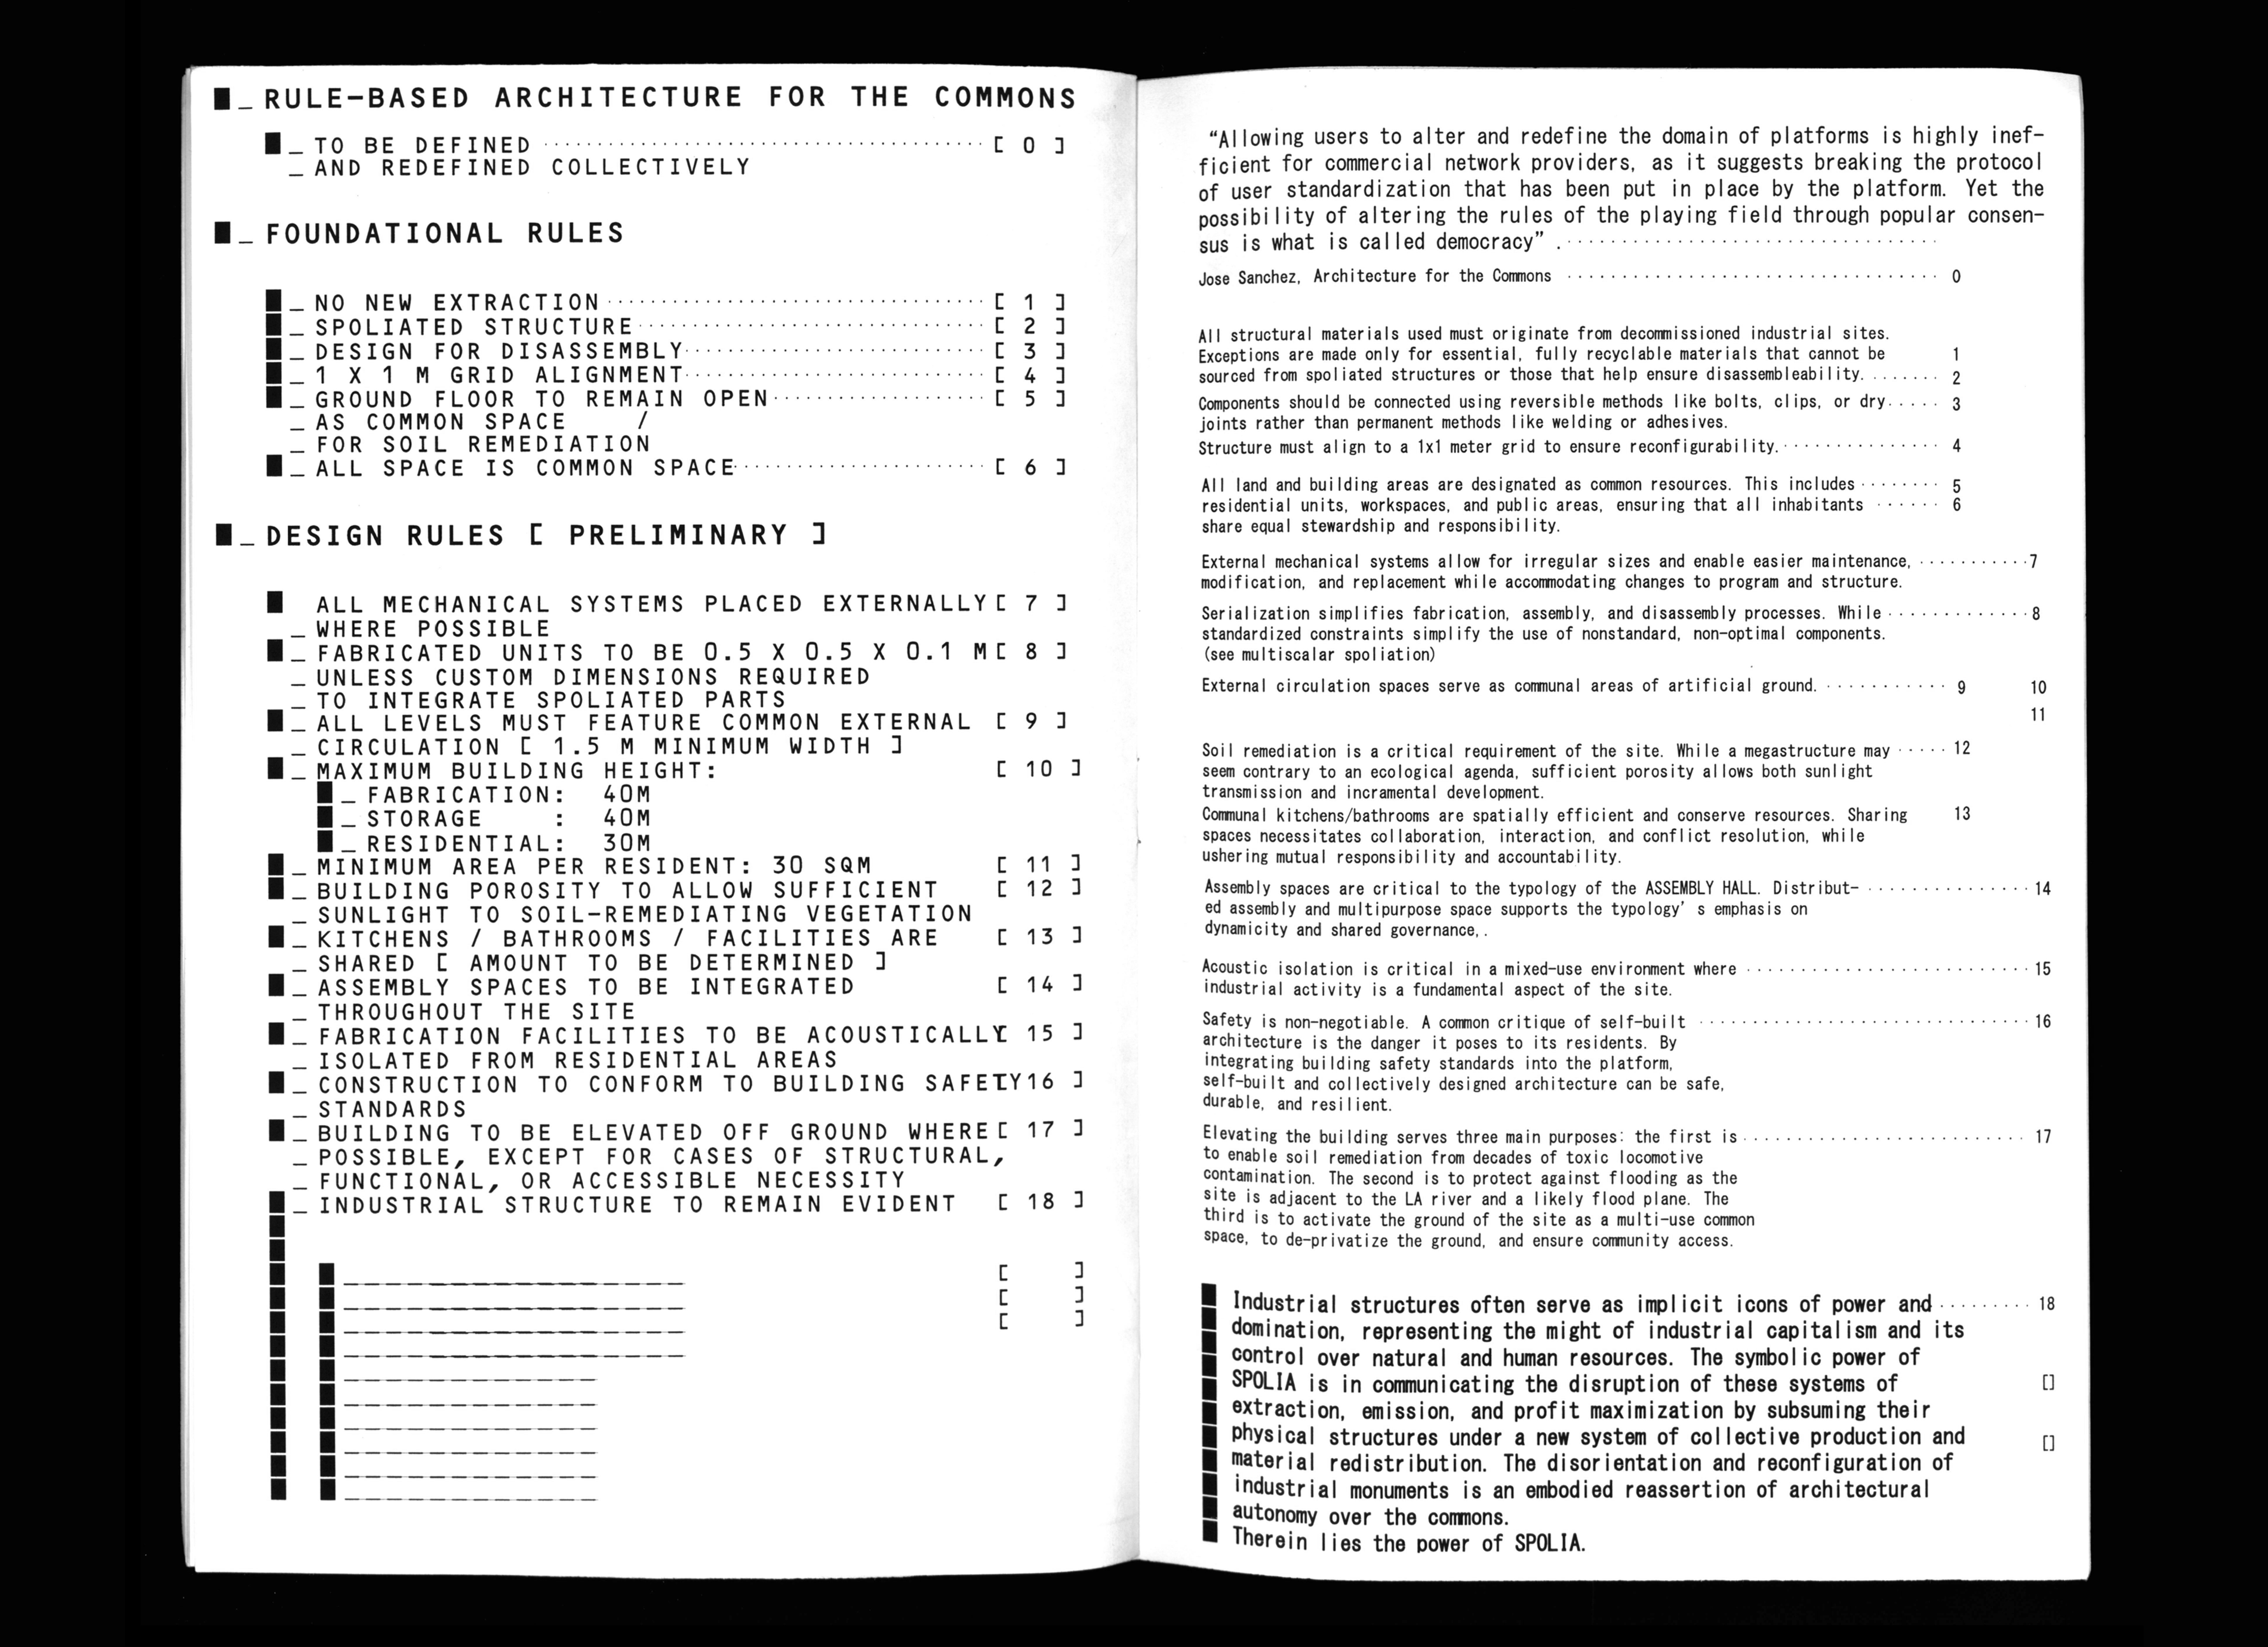 RULE-BASED ARCHITECTURE FOR THE COMMONS
_ TO BE DEFINED [ 0 ]
_ AND REDEFINED COLLECTIVELY
_ FOUNDATIONAL RULES
_ NO NEW EXTRACTION [ 1 ]
_ SPOLIATED STRUCTURE [ 2 ]
_ DESIGN FOR DISASSEMBLY [ 3 ]
_ 1 X 1 M GRID ALIGNMENT [ 4 ]
_ GROUND FLOOR TO REMAIN OPEN [ 5 ]
_ AS COMMON SPACE /
_ FOR SOIL REMEDIATION
_ ALL SPACE IS COMMON SPACE [ 6 ]
_ DESIGN RULES [ PRELIMINARY ]
ALL MECHANICAL SYSTEMS PLACED EXTERNALLY [ 7 ]
_ WHERE POSSIBLE
_ FABRICATED UNITS TO BE 0.5 X 0.5 X 0.1 M [ 8 ]
_ UNLESS CUSTOM DIMENSIONS REQUIRED
_ TO INTEGRATE SPOLIATED PARTS
_ ALL LEVELS MUST FEATURE COMMON EXTERNAL [ 9 ]
_ CIRCULATION [ 1.5 M MINIMUM WIDTH ]
_ MAXIMUM BUILDING HEIGHT: [ 10 ]
_ FABRICATION: 40M
_ STORAGE : 40M
_ RESIDENTIAL: 30M
_ MINIMUM AREA PER RESIDENT: 30 SQM [ 11 ]
_ BUILDING POROSITY TO ALLOW SUFFICIENT [ 12 ]
_ SUNLIGHT TO SOIL-REMEDIATING VEGETATION
_ KITCHENS / BATHROOMS / FACILITIES ARE [ 13 ]
_ SHARED [ AMOUNT TO BE DETERMINED ]
_ ASSEMBLY SPACES TO BE INTEGRATED [ 14 ]
_ THROUGHOUT THE SITE
_ FABRICATION FACILITIES TO BE ACOUSTICALLY [ 15 ]
_ ISOLATED FROM RESIDENTIAL AREAS
_ CONSTRUCTION TO CONFORM TO BUILDING SAFETY [ 16 ]
_ STANDARDS
_ BUILDING TO BE ELEVATED OFF GROUND WHERE [ 17 ]
_ POSSIBLE, EXCEPT FOR CASES OF STRUCTURAL,
_ FUNCTIONAL, OR ACCESSIBLE NECESSITY
_ INDUSTRIAL STRUCTURE TO REMAIN EVIDENT [ 18 ]
[ ]
[ ]
[ ]
“Allowing users to alter and redefine the domain of platforms is highly inef-
ficient for commercial network providers, as it suggests breaking the protocol
of user standardization that has been put in place by the platform. Yet the
possibility of altering the rules of the playing field through popular consen-
sus is what is called democracy” .
Jose Sanchez, Architecture for the Commons 0
All structural materials used must originate from decommissioned industrial sites.
Exceptions are made only for essential, fully recyclable materials that cannot be 1
sourced from spoliated structures or those that help ensure disassembleability. 2
Components should be connected using reversible methods like bolts, clips, or dry 3
joints rather than permanent methods like welding or adhesives.
Structure must align to a 1x1 meter grid to ensure reconfigurability. 4
All land and building areas are designated as common resources. This includes 5
residential units, workspaces, and public areas, ensuring that all inhabitants 6
share equal stewardship and responsibility.
External mechanical systems allow for irregular sizes and enable easier maintenance, 7
modification, and replacement while accommodating changes to program and structure.
Serialization simplifies fabrication, assembly, and disassembly processes. While 8
standardized constraints simplify the use of nonstandard, non-optimal components.
(see multiscalar spoliation)
External circulation spaces serve as communal areas of artificial ground. 9 10
11
Soil remediation is a critical requirement of the site. While a megastructure may 12
seem contrary to an ecological agenda, sufficient porosity allows both sunlight
transmission and incramental development.
Communal kitchens/bathrooms are spatially efficient and conserve resources. Sharing 13
spaces necessitates collaboration, interaction, and conflict resolution, while
ushering mutual responsibility and accountability.
Assembly spaces are critical to the typology of the ASSEMBLY HALL. Distribut- 14
ed assembly and multipurpose space supports the typology’ s emphasis on
dynamicity and shared governance,.
Acoustic isolation is critical in a mixed-use environment where 15
industrial activity is a fundamental aspect of the site.
Safety is non-negotiable. A common critique of self-built 16
architecture is the danger it poses to its residents. By
integrating building safety standards into the platform,
self-built and collectively designed architecture can be safe,
durable, and resilient.
Elevating the building serves three main purposes: the first is 17
to enable soil remediation from decades of toxic locomotive
contamination. The second is to protect against flooding as the
site is adjacent to the LA river and a likely flood plane. The
third is to activate the ground of the site as a multi-use common
space, to de-privatize the ground, and ensure community access.
Industrial structures often serve as implicit icons of power and 18
domination, representing the might of industrial capitalism and its
control over natural and human resources. The symbolic power of
SPOLIA is in communicating the disruption of these systems of []
extraction, emission, and profit maximization by subsuming their
physical structures under a new system of collective production and []
material redistribution. The disorientation and reconfiguration of
industrial monuments is an embodied reassertion of architectural
autonomy over the commons.
Therein lies the power of SPOLIA.